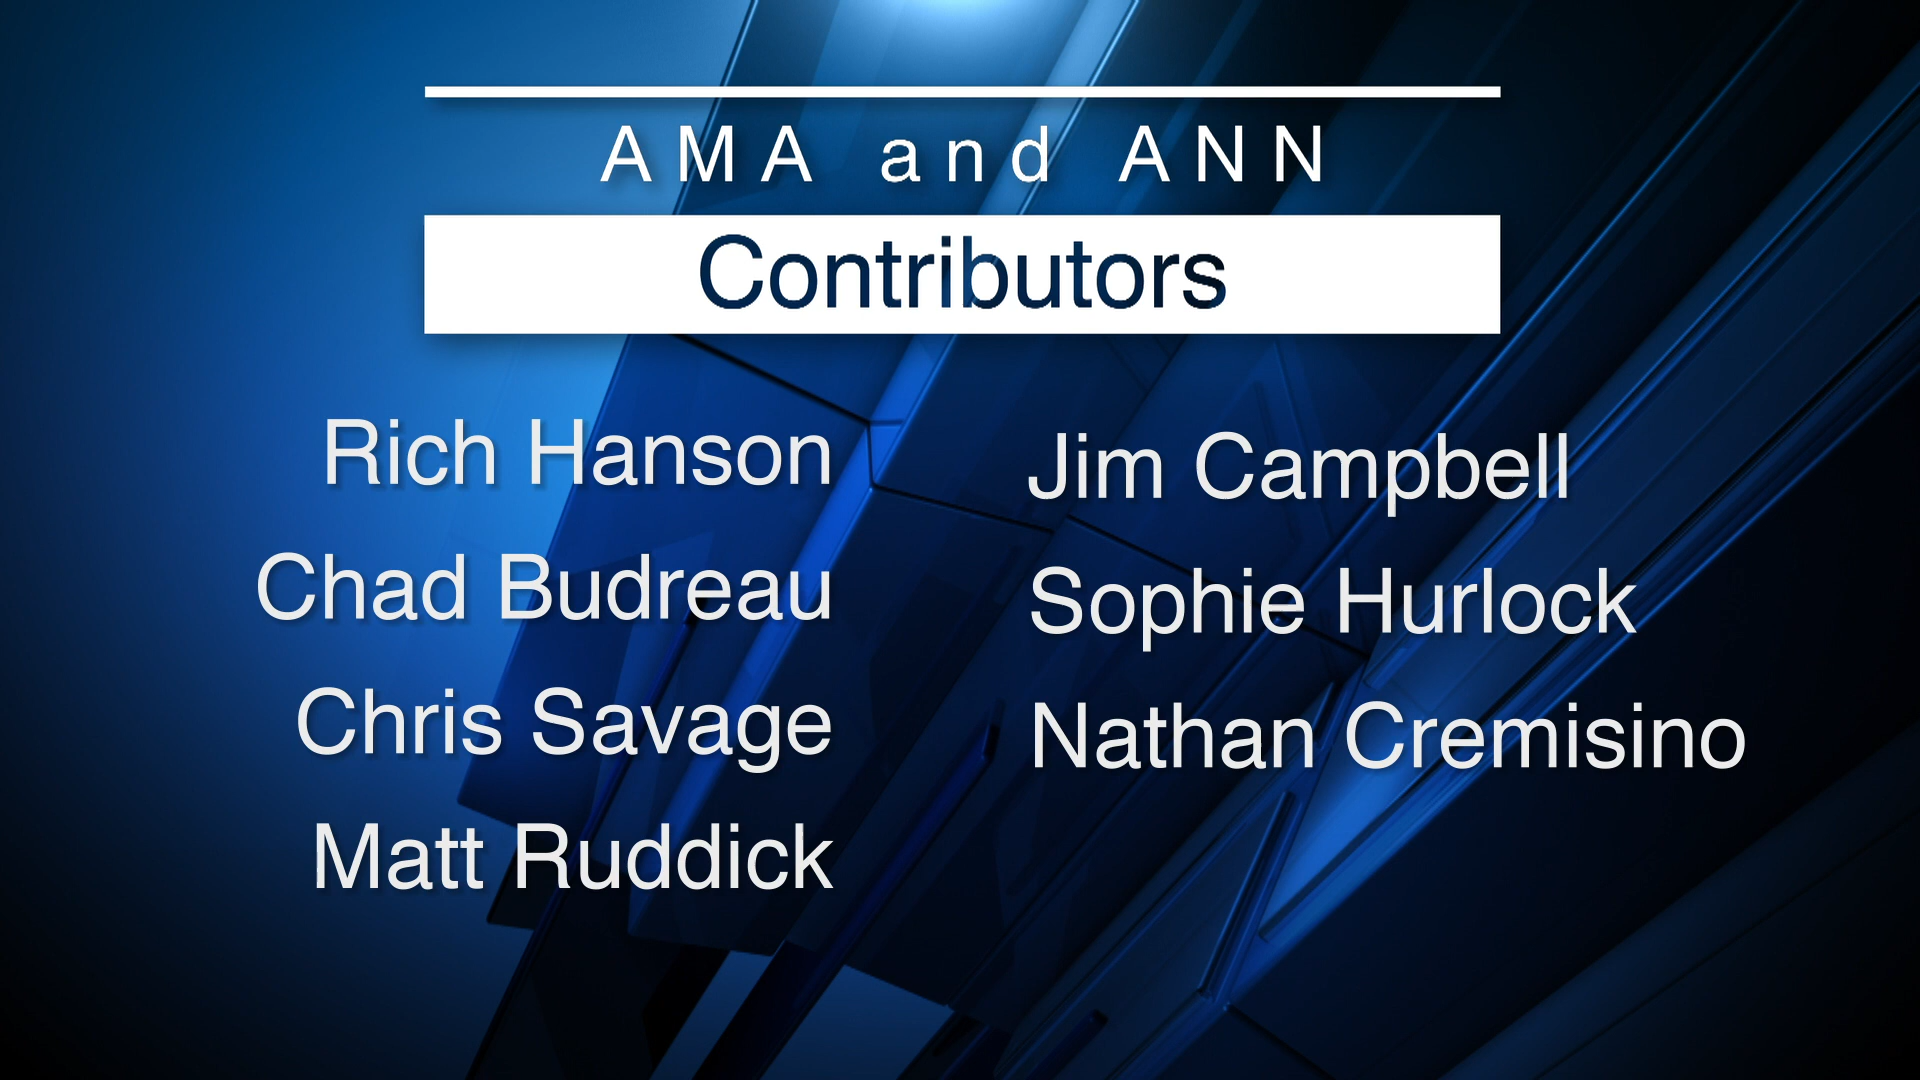 AMA and ANN
Contributors
Rich Hanson
Chad Budreau
Chris Savage
Matt Ruddick
Jim Campbell
Sophie Hurlock
Nathan Cremisino